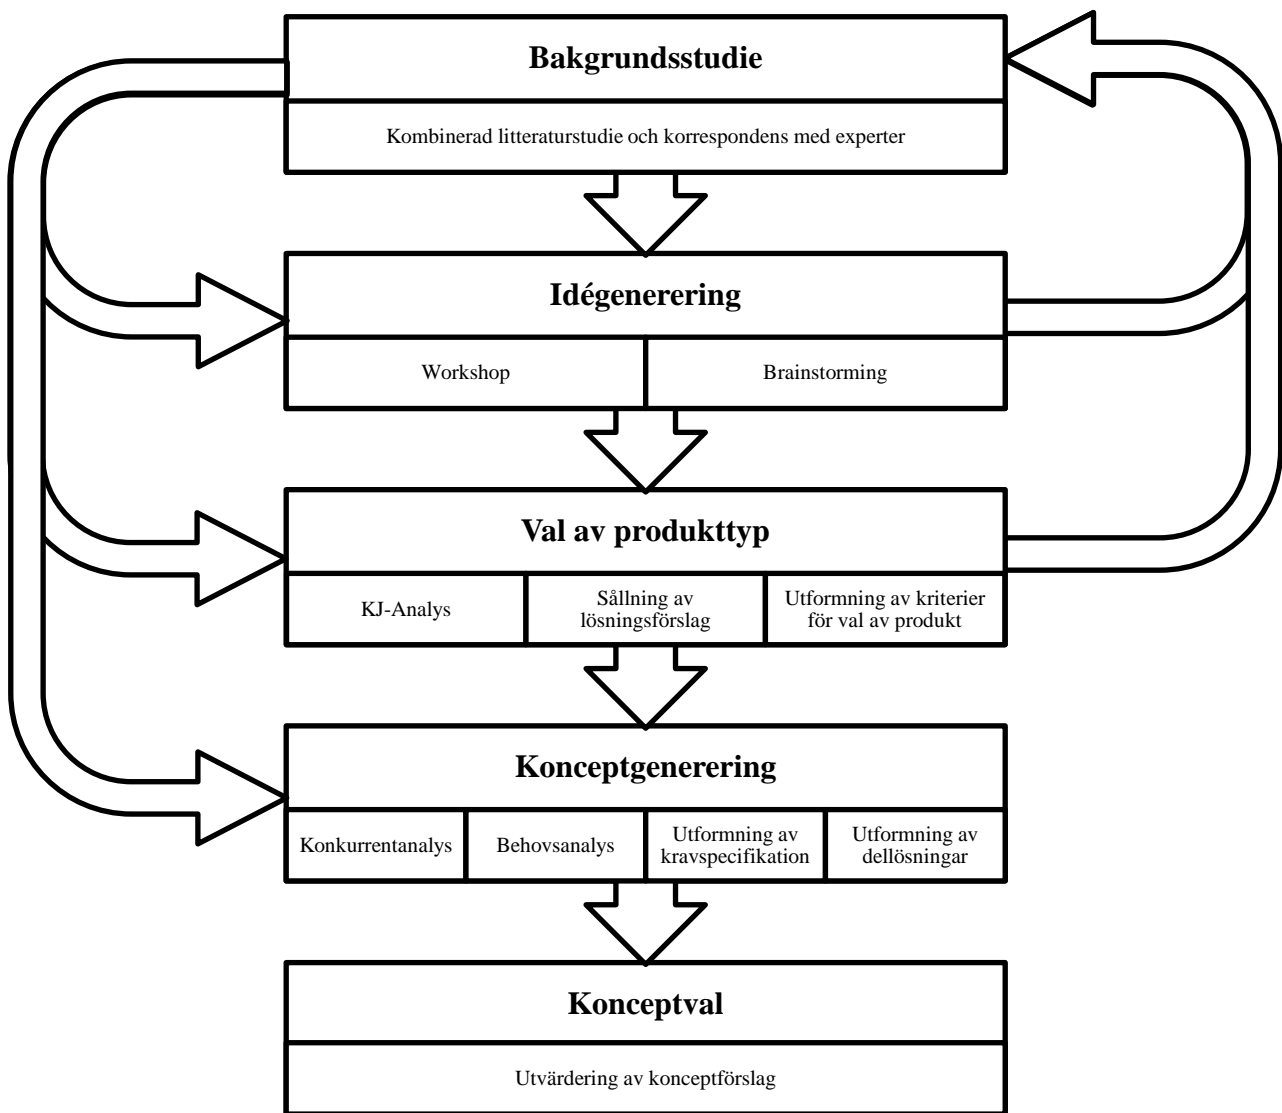 Bakgrundsstudie
Kombinerad litteraturstudie och korrespondens med experter
Idégenerering
Workshop
Brainstorming
Val av produkttyp
KJ-Analys
Sållning av
lösningsförslag
Utformning av kriterier
för val av produkt
Konceptgenerering
Konkurrentanalys
Behovsanalys
Utformning av
kravspecifikation
Utformning av
dellösningar
Konceptval
Utvärdering av konceptförslag